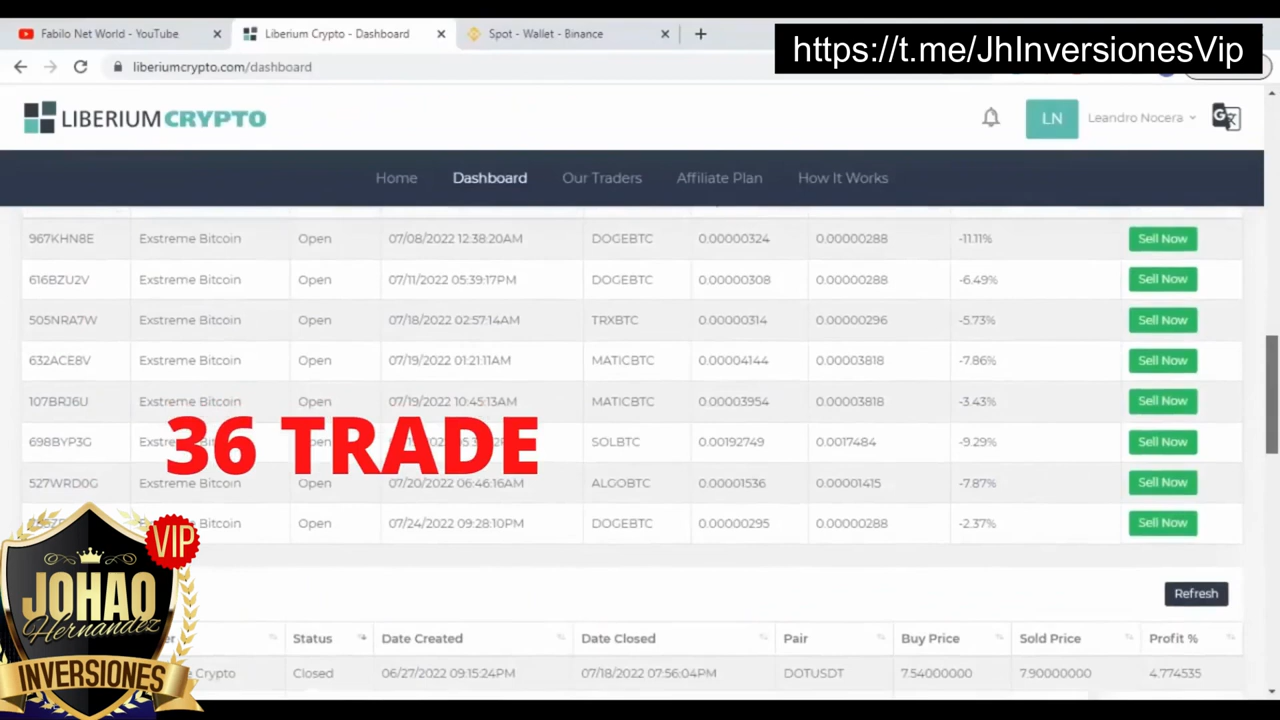 Fabilo Net World - YouTube
Liberium Crypto - Dashboard
Spot - Wallet - Binance
https://t.me/JhInversionesVip
liberiumcrypto.com/dashboard
LIBERIUM CRYPTO
LN
Leandro Nocera
Home
Dashboard
Our Traders
Affiliate Plan
How It Works
967KHN8E Exstreme Bitcoin Open 07/08/2022 12:38:20AM DOGEBTC 0.00000324 0.00000288 -11.11% Sell Now
616BZU2V Exstreme Bitcoin Open 07/11/2022 05:39:17PM DOGEBTC 0.00000308 0.00000288 -6.49% Sell Now
505NRA7W Exstreme Bitcoin Open 07/18/2022 02:57:14AM TRXBTC 0.00000314 0.00000296 -5.73% Sell Now
632ACE8V Exstreme Bitcoin Open 07/19/2022 01:21:11AM MATICBTC 0.00004144 0.00003818 -7.86% Sell Now
107BRJ6U Exstreme Bitcoin Open 07/19/2022 10:45:13AM MATICBTC 0.00003954 0.00003818 -3.43% Sell Now
698BYP3G Open SOLBTC 0.00192749 0.0017484 -9.29% Sell Now
527WRD0G Exstreme Bitcoin Open 07/20/2022 06:46:16AM ALGOBTC 0.00001536 0.00001415 -7.87% Sell Now
Bitcoin Open 07/24/2022 09:28:10PM DOGEBTC 0.00000295 0.00000288 -2.37% Sell Now
36 TRADE
VIP
JOHAO
Hernandez
INVERSIONES
Refresh
Status Date Created Date Closed Pair Buy Price Sold Price Profit %
Crypto Closed 06/27/2022 09:15:24PM 07/18/2022 07:56:04PM DOTUSDT 7.54000000 7.90000000 4.774535